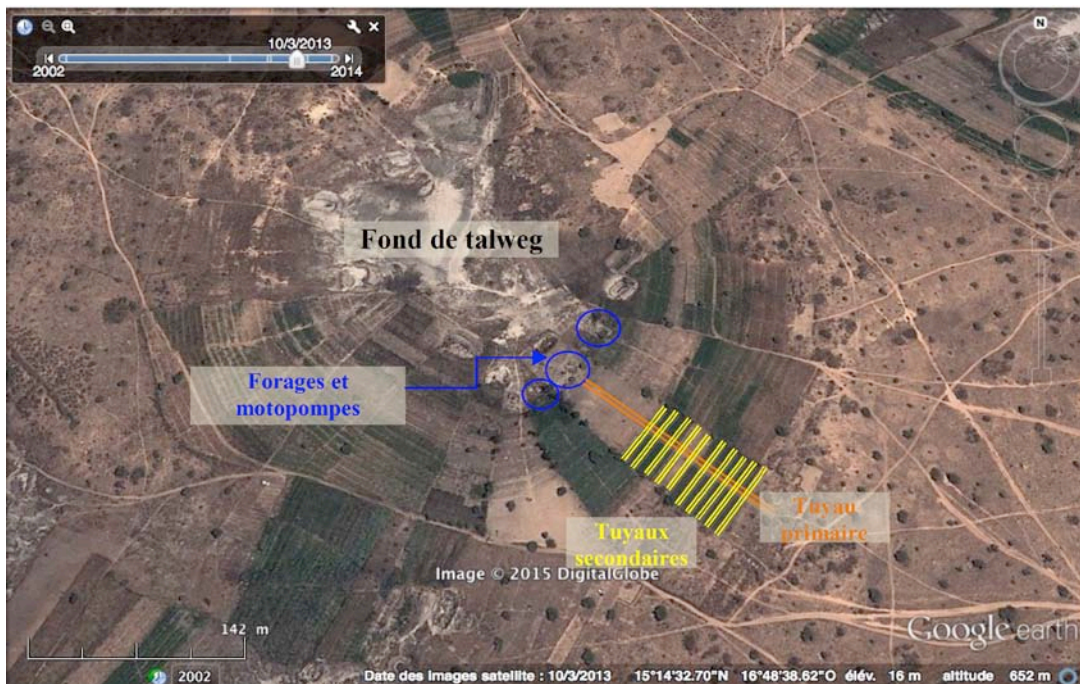 10/3/2013
2002
2014
N
Fond de talweg
Forages et
motopompes
Tuyau
primaire
Tuyaux
secondaires
Image © 2015 DigitalGlobe
142 m
Google earth
2002
Date des images satellite : 10/3/2013 15°14'32.70"N 16°48'38.62"O élév. 16 m altitude 652 m